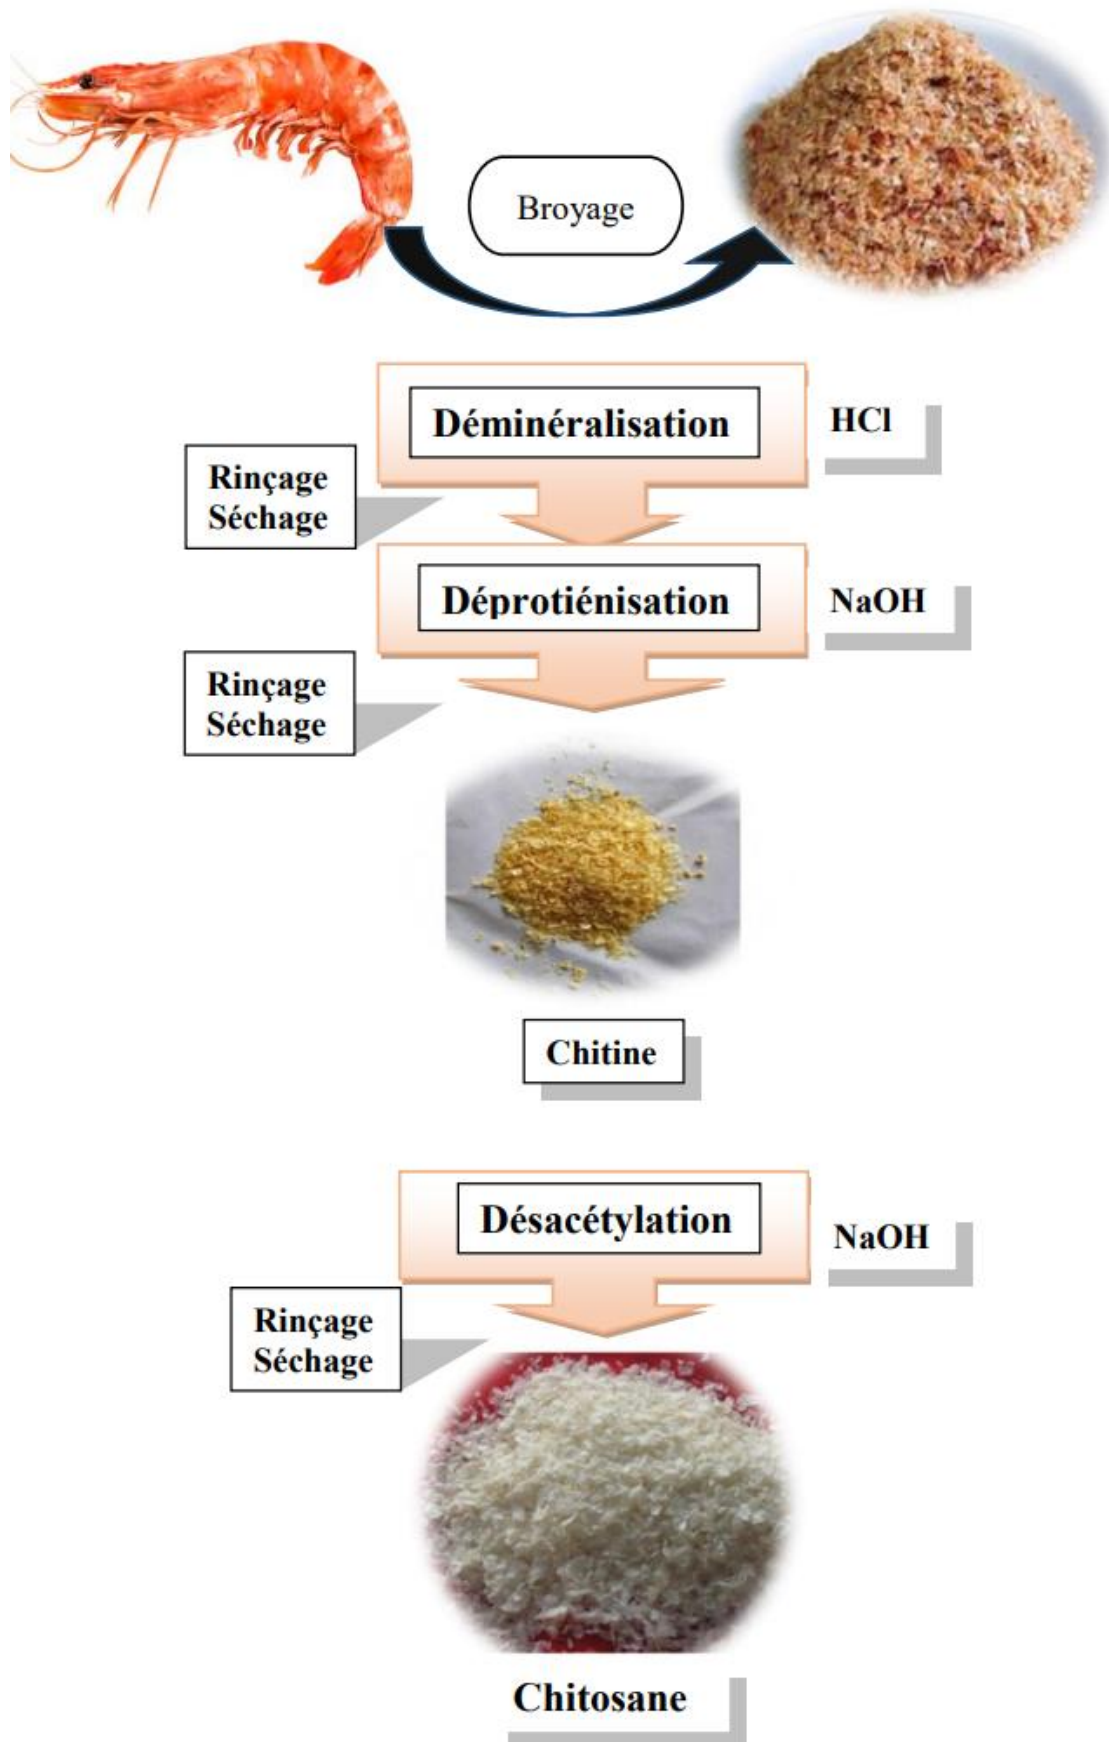 Broyage
Déminéralisation
HCl
Rinçage
Séchage
Déprotiénisation
NaOH
Rinçage
Séchage
Chitine
Désacétylation
NaOH
Rinçage
Séchage
Chitosane